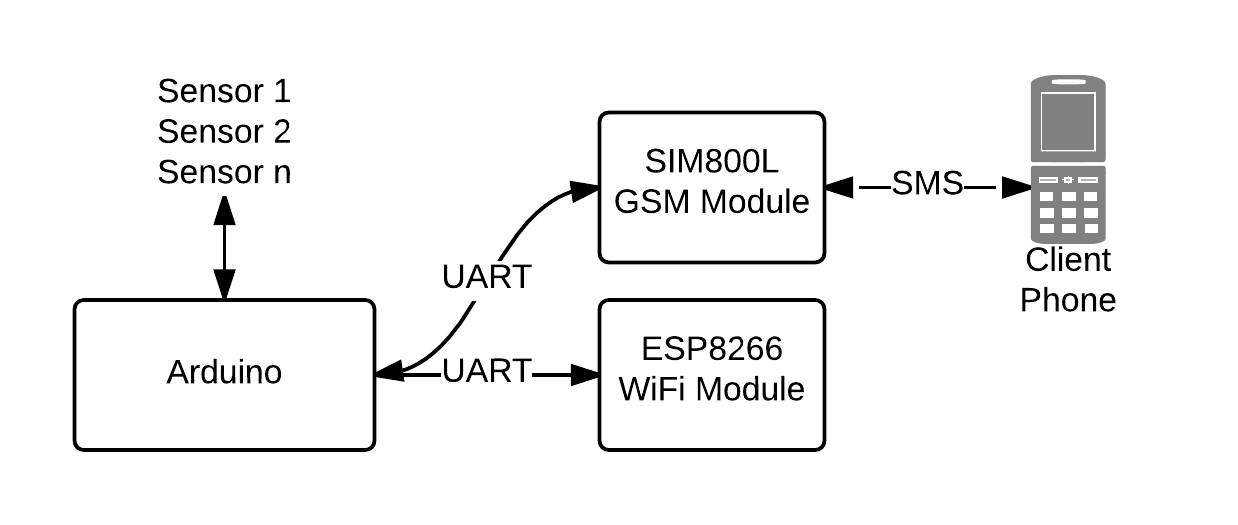 Sensor 1
Sensor 2
Sensor n
SIM800L
GSM Module
SMS
Client
Phone
UART
Arduino
UART
ESP8266
WiFi Module